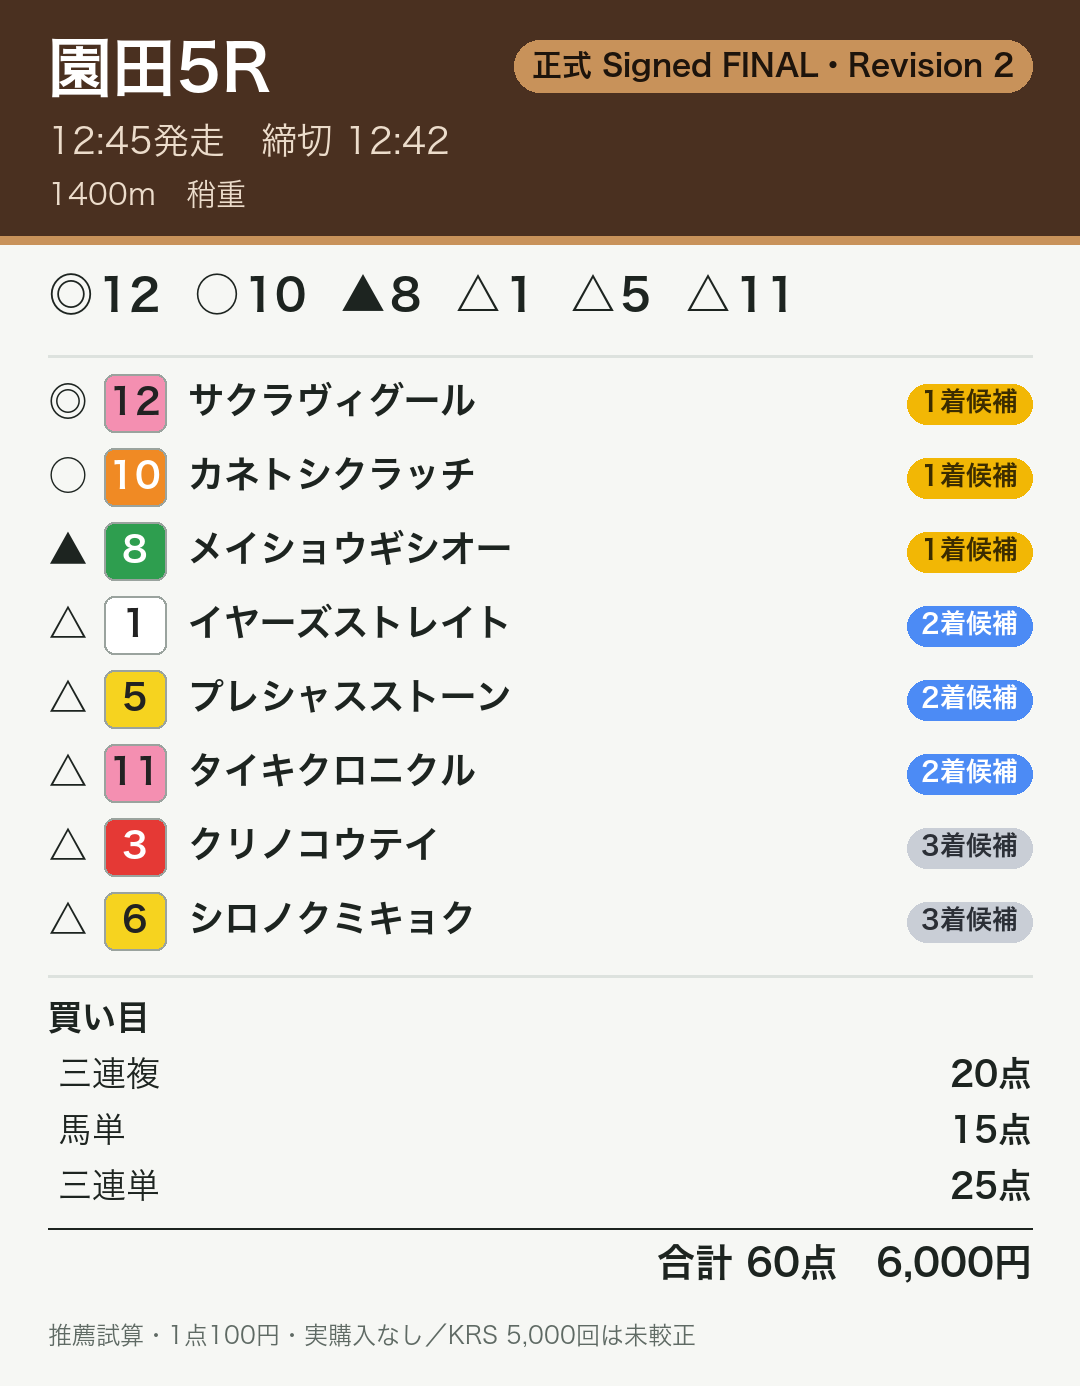 園田5R
正式 Signed FINAL・Revision 2
12:45発走 締切 12:42
1400m 稍重
◎12 ○10 ▲8 △1 △5 △11
◎ 12 サクラヴィグール 1着候補
○ 10 カネトシクラッチ 1着候補
▲ 8 メイショウギシオー 1着候補
△ 1 イヤーズストレイト 2着候補
△ 5 プレシャスストーン 2着候補
△ 11 タイキクロニクル 2着候補
△ 3 クリノコウテイ 3着候補
△ 6 シロノクミキョク 3着候補
買い目
三連複 20点
馬単 15点
三連単 25点
合計 60点 6,000円
推薦試算・1点100円・実購入なし／KRS 5,000回は未較正